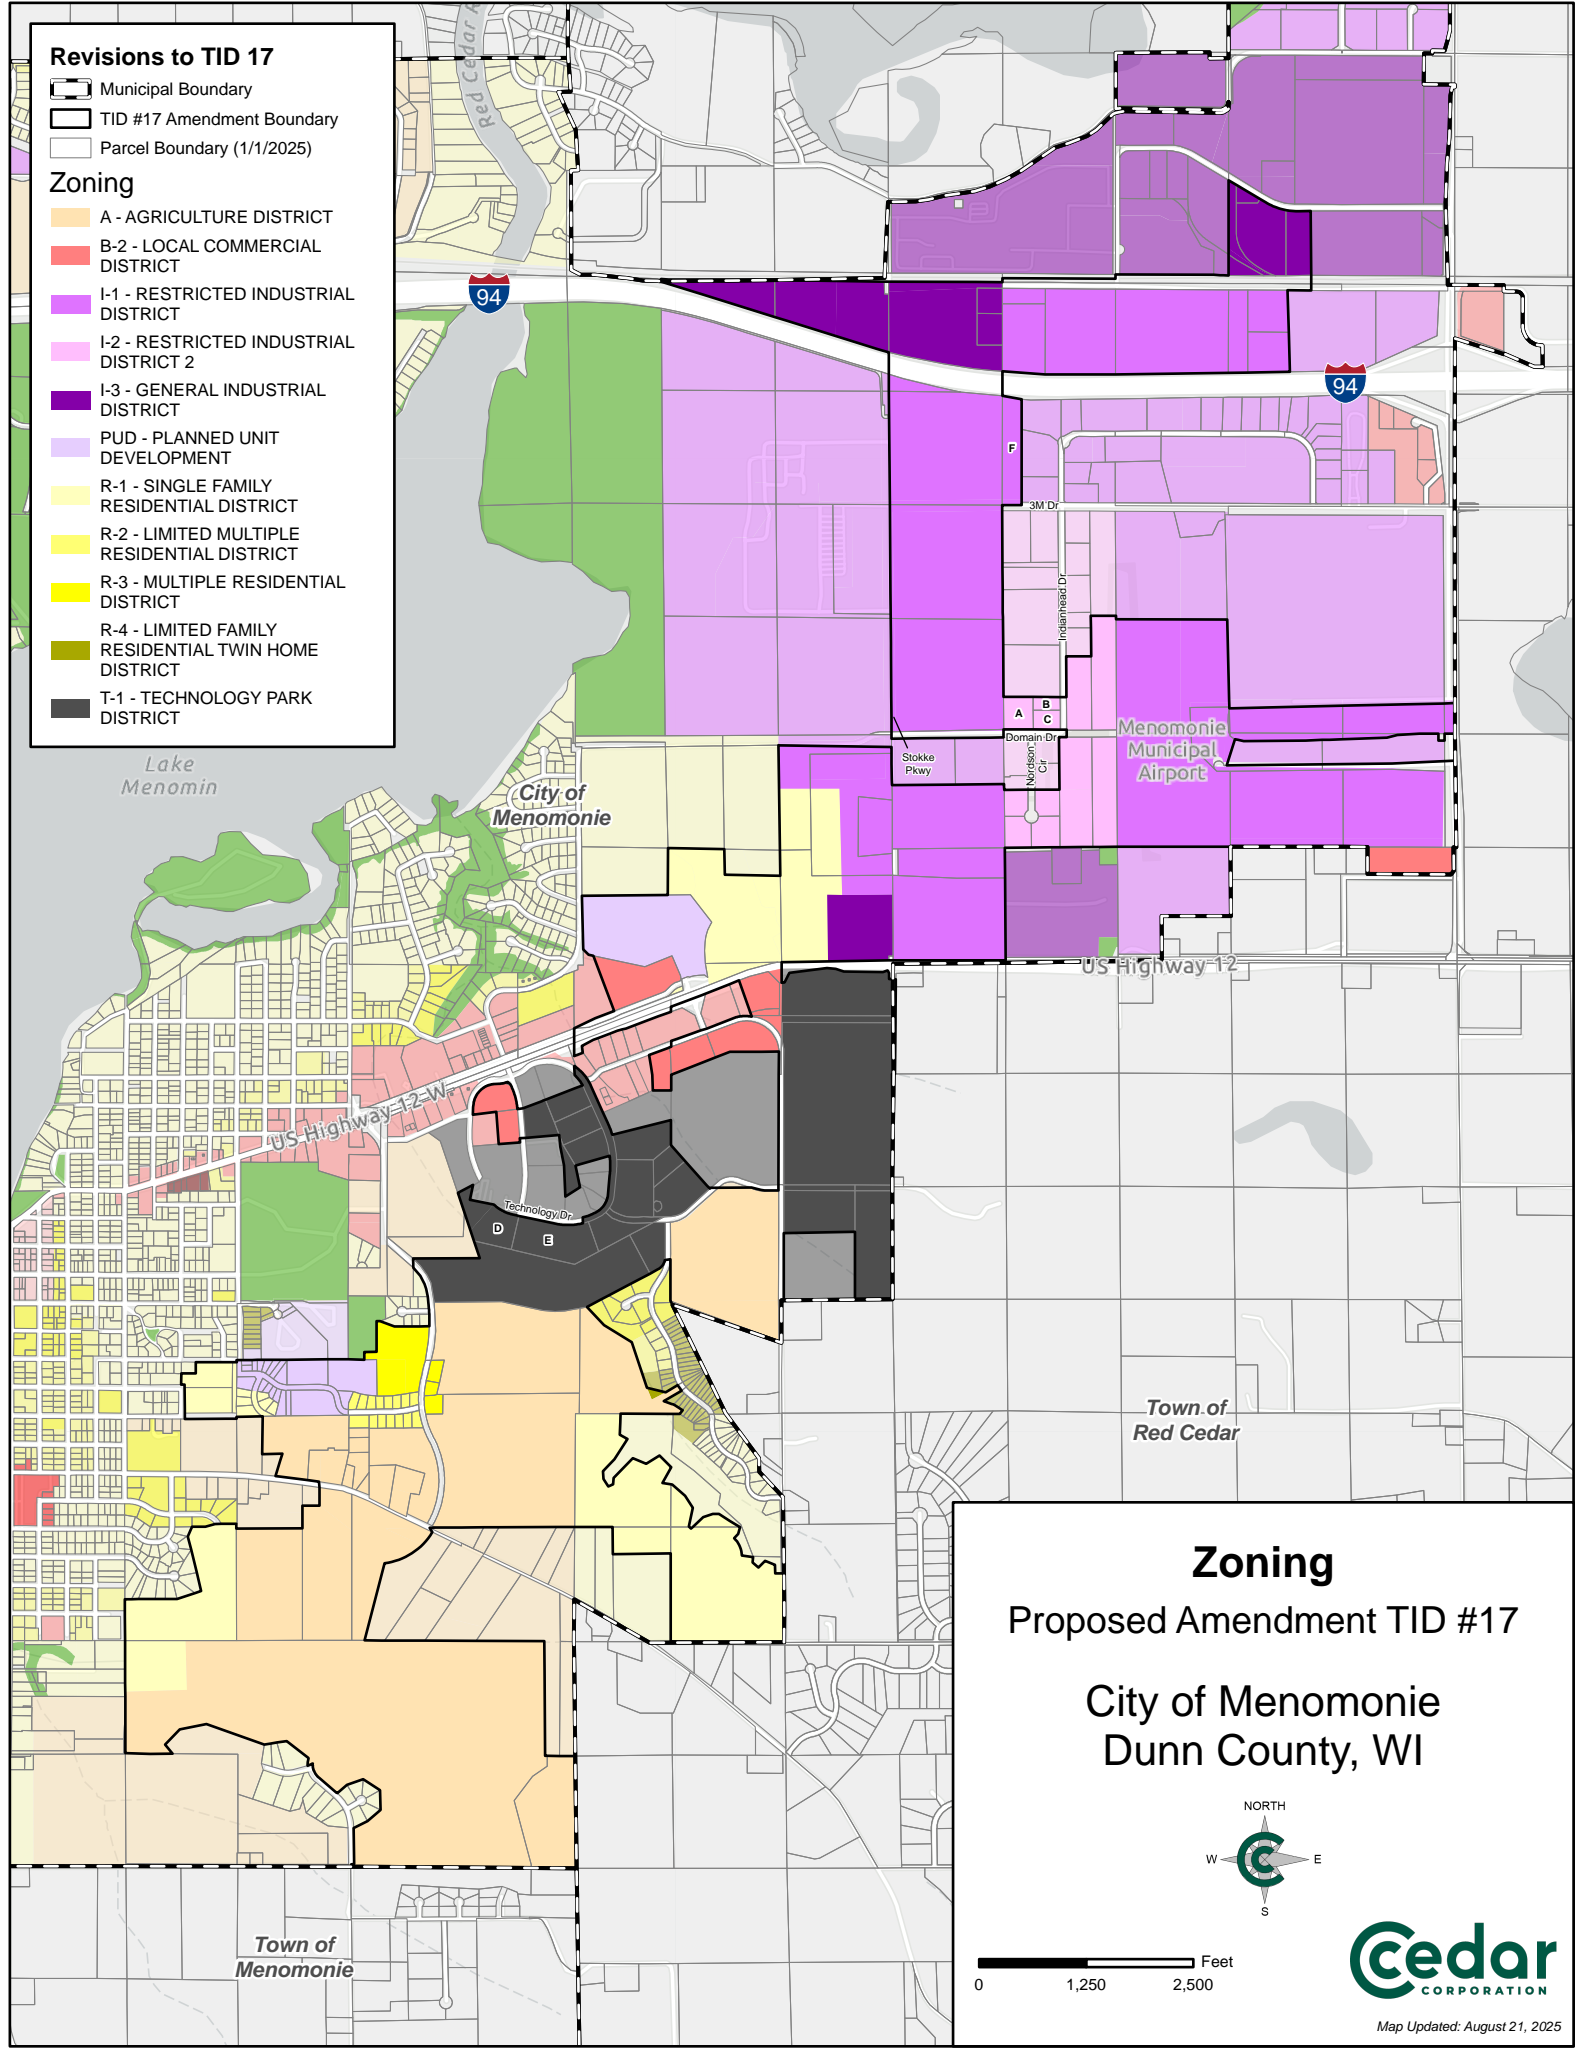 Revisions to TID 17
Municipal Boundary
TID #17 Amendment Boundary
Parcel Boundary (1/1/2025)
Zoning
A - AGRICULTURE DISTRICT
B-2 - LOCAL COMMERCIAL
DISTRICT
I-1 - RESTRICTED INDUSTRIAL
DISTRICT
I-2 - RESTRICTED INDUSTRIAL
DISTRICT 2
I-3 - GENERAL INDUSTRIAL
DISTRICT
PUD - PLANNED UNIT
DEVELOPMENT
R-1 - SINGLE FAMILY
RESIDENTIAL DISTRICT
R-2 - LIMITED MULTIPLE
RESIDENTIAL DISTRICT
R-3 - MULTIPLE RESIDENTIAL
DISTRICT
R-4 - LIMITED FAMILY
RESIDENTIAL TWIN HOME
DISTRICT
T-1 - TECHNOLOGY PARK
DISTRICT
Red Cedar R
94
94
F
3M Dr
Indianhead Dr
A
B
C
Domain Dr
Nordson
Cir
Stokke
Pkwy
Menomonie
Municipal
Airport
Lake
Menomin
City of
Menomonie
US Highway 12
US Highway 12 W
Technology Dr
D
E
Town of
Red Cedar
Town of
Menomonie
Zoning
Proposed Amendment TID #17
City of Menomonie
Dunn County, WI
NORTH
W
E
S
Feet
0
1,250
2,500
cedar
CORPORATION
Map Updated: August 21, 2025